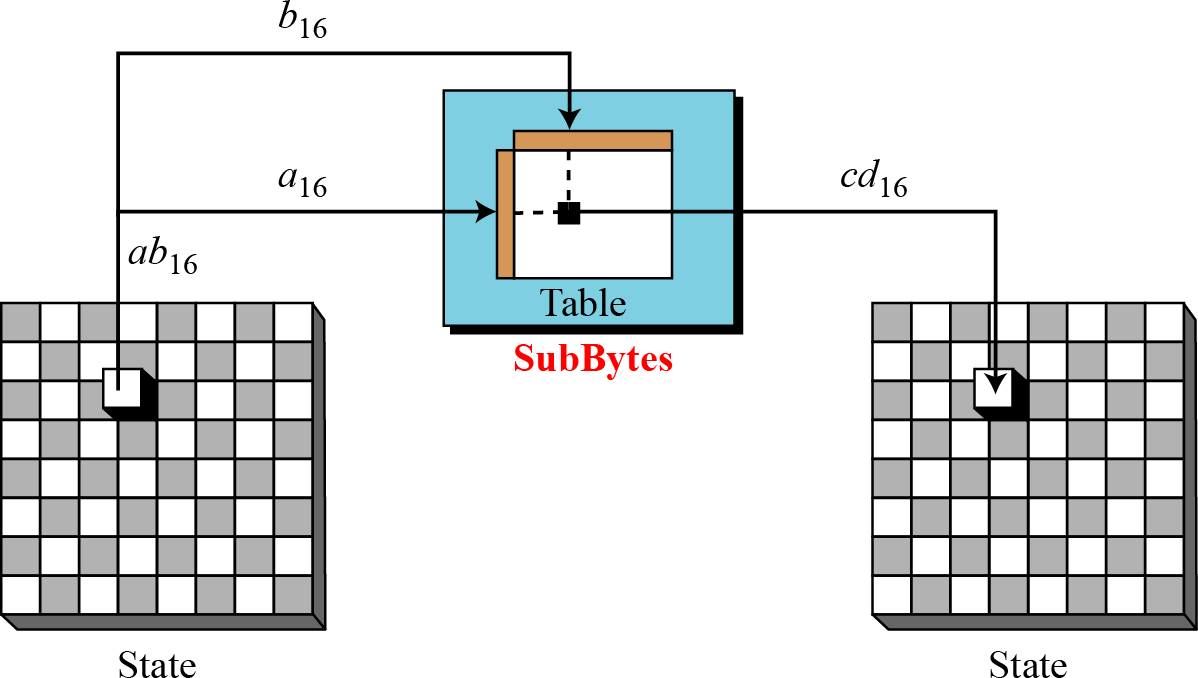 b₁₆
a₁₆
cd₁₆
ab₁₆
Table
SubBytes
State
State